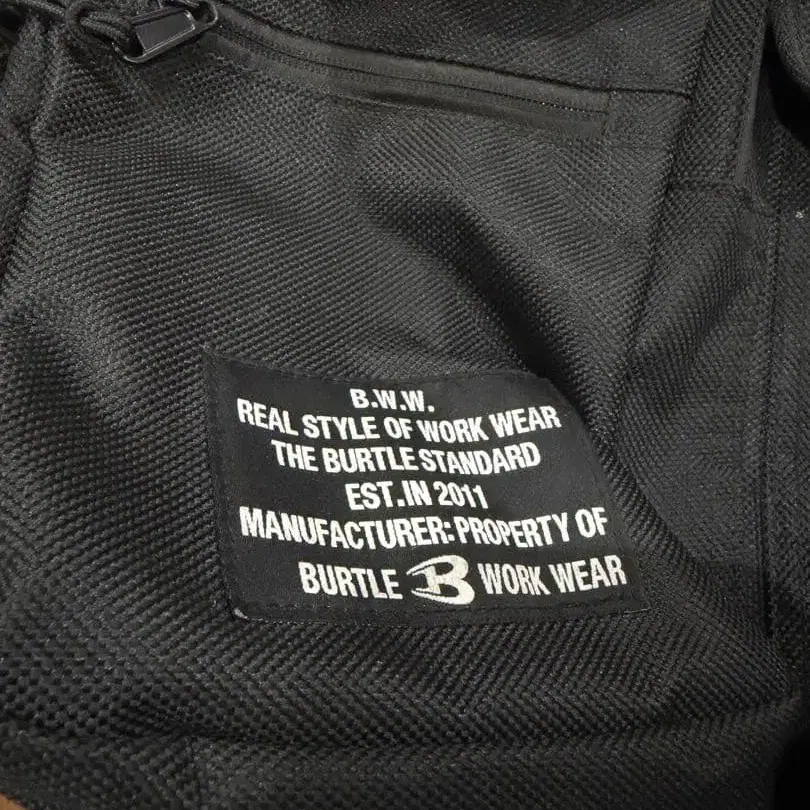 B.W.W.
REAL STYLE OF WORK WEAR
THE BURTLE STANDARD
EST.IN 2011
MANUFACTURER: PROPERTY OF
BURTLE B WORK WEAR